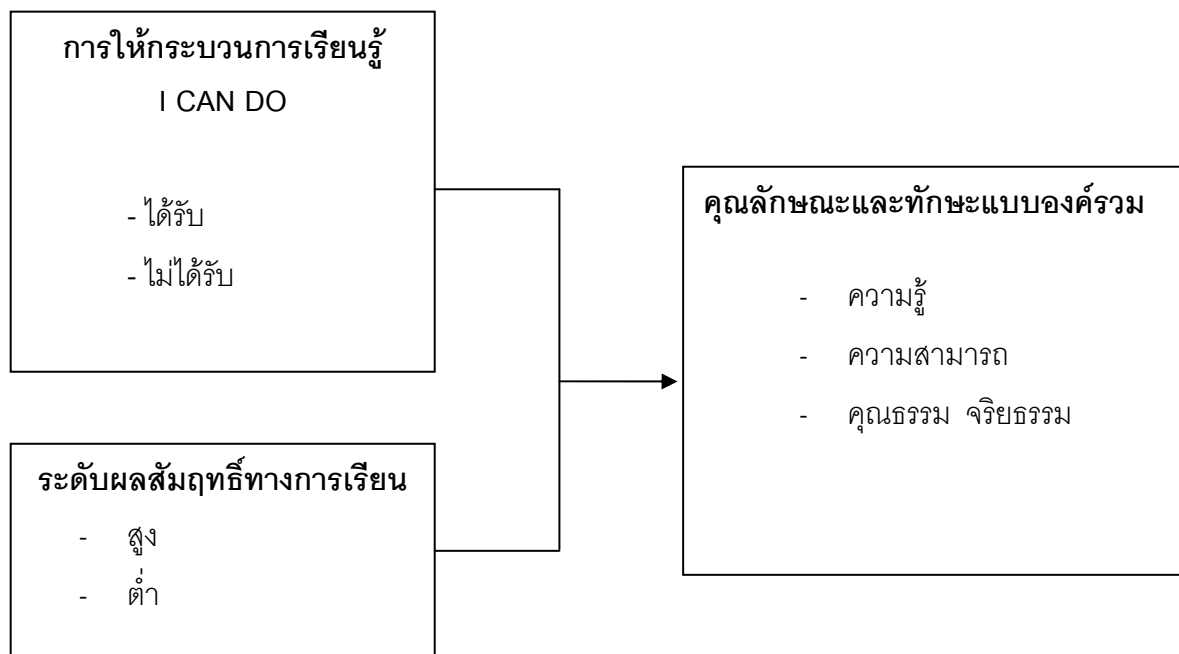 การให้กระบวนการเรียนรู้
I CAN DO
- ได้รับ
- ไม่ได้รับ
ระดับผลสัมฤทธิ์ทางการเรียน
- สูง
- ต่ำ
คุณลักษณะและทักษะแบบองค์รวม
- ความรู้
- ความสามารถ
- คุณธรรม จริยธรรม